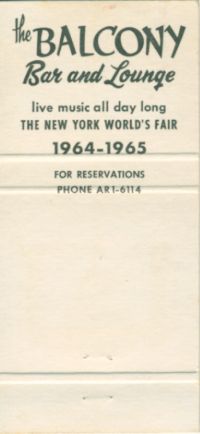 the BALCONY
Bar and Lounge
live music all day long
THE NEW YORK WORLD'S FAIR
1964-1965
FOR RESERVATIONS
PHONE AR1-6114